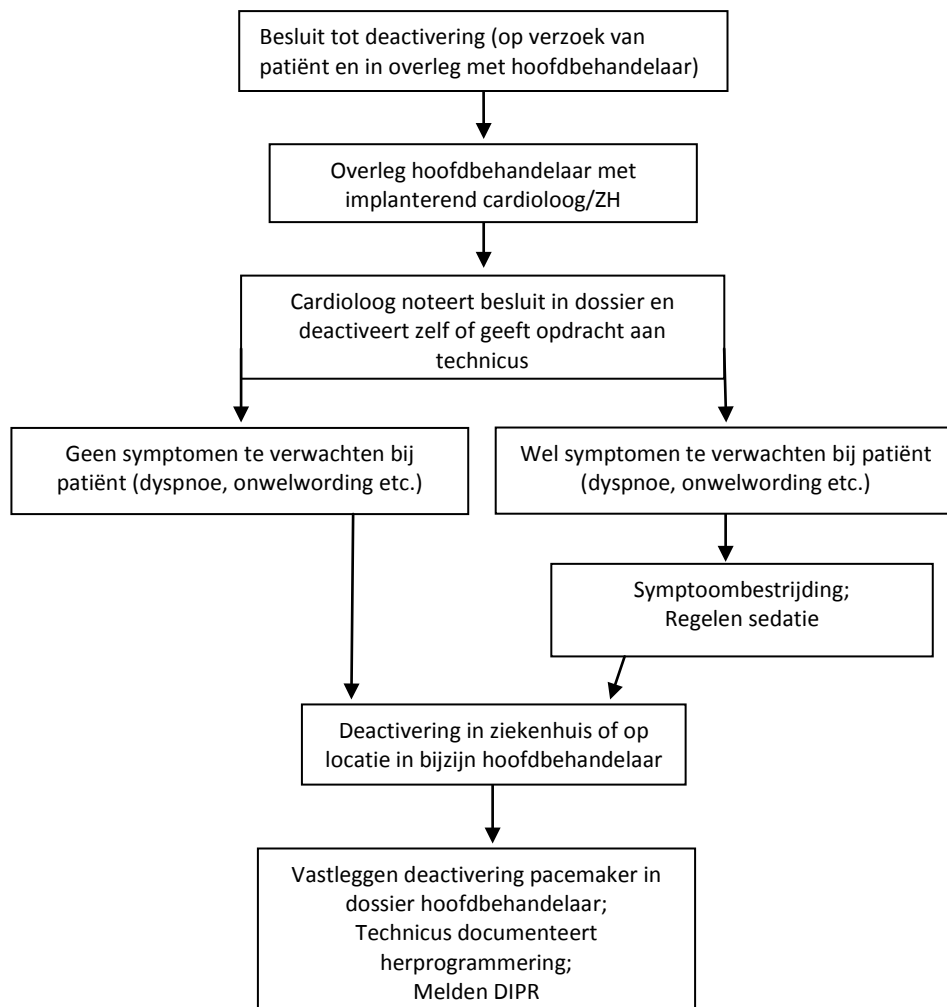 Besluit tot deactivering (op verzoek van
patiënt en in overleg met hoofdbehandelaar)
Overleg hoofdbehandelaar met
implanterend cardioloog/ZH
Cardioloog noteert besluit in dossier en
deactiveert zelf of geeft opdracht aan
technicus
Geen symptomen te verwachten bij
patiënt (dyspnoe, onwelwording etc.)
Wel symptomen te verwachten bij patiënt
(dyspnoe, onwelwording etc.)
Symptoombestrijding;
Regelen sedatie
Deactivering in ziekenhuis of op
locatie in bijzijn hoofdbehandelaar
Vastleggen deactivering pacemaker in
dossier hoofdbehandelaar;
Technicus documenteert
herprogrammering;
Melden DIPR